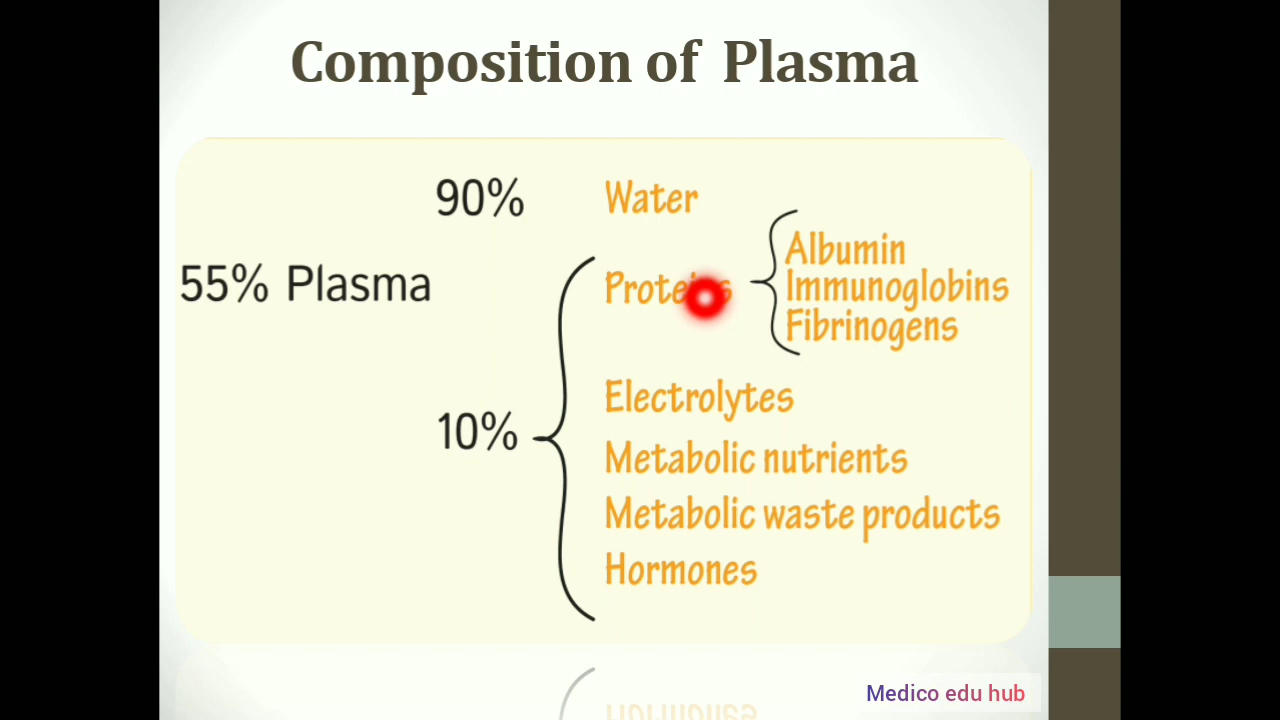 Composition of Plasma
90% Water
55% Plasma
Proteins
Albumin
Immunoglobins
Fibrinogens
10%
Electrolytes
Metabolic nutrients
Metabolic waste products
Hormones
Medico edu hub